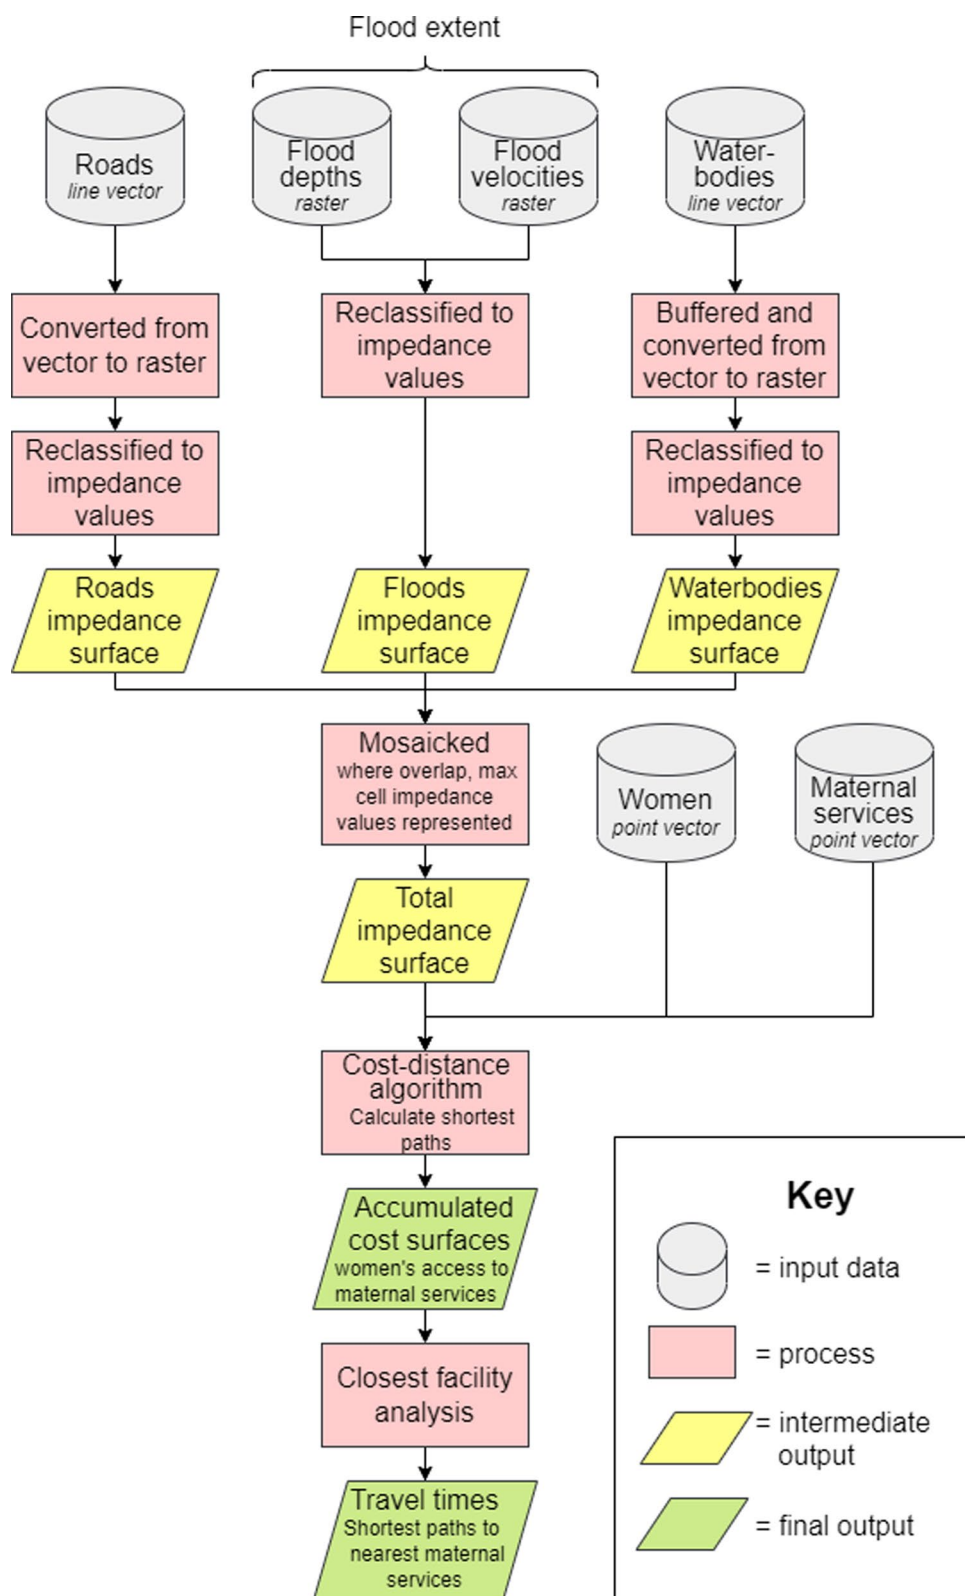 Flood extent
Roads
line vector
Flood
depths
raster
Flood
velocities
raster
Water-
bodies
line vector
Converted from
vector to raster
Reclassified to
impedance
values
Buffered and
converted from
vector to raster
Reclassified to
impedance
values
Reclassified to
impedance
values
Roads
impedance
surface
Floods
impedance
surface
Waterbodies
impedance
surface
Mosaicked
where overlap, max
cell impedance
values represented
Women
point vector
Maternal
services
point vector
Total
impedance
surface
Cost-distance
algorithm
Calculate shortest
paths
Accumulated
cost surfaces
women's access to
maternal services
Closest facility
analysis
Travel times
Shortest paths to
nearest maternal
services
Key
= input data
= process
= intermediate
output
= final output